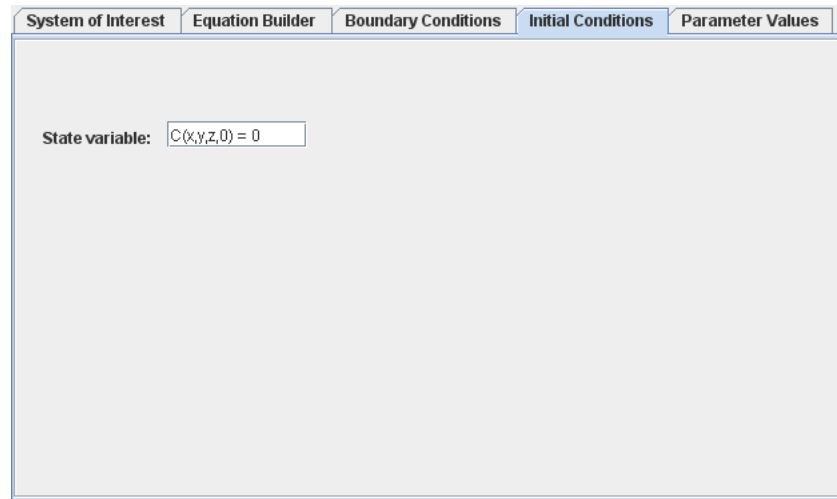 System of Interest Equation Builder Boundary Conditions Initial Conditions Parameter Values
State variable: C(x,y,z,0) = 0